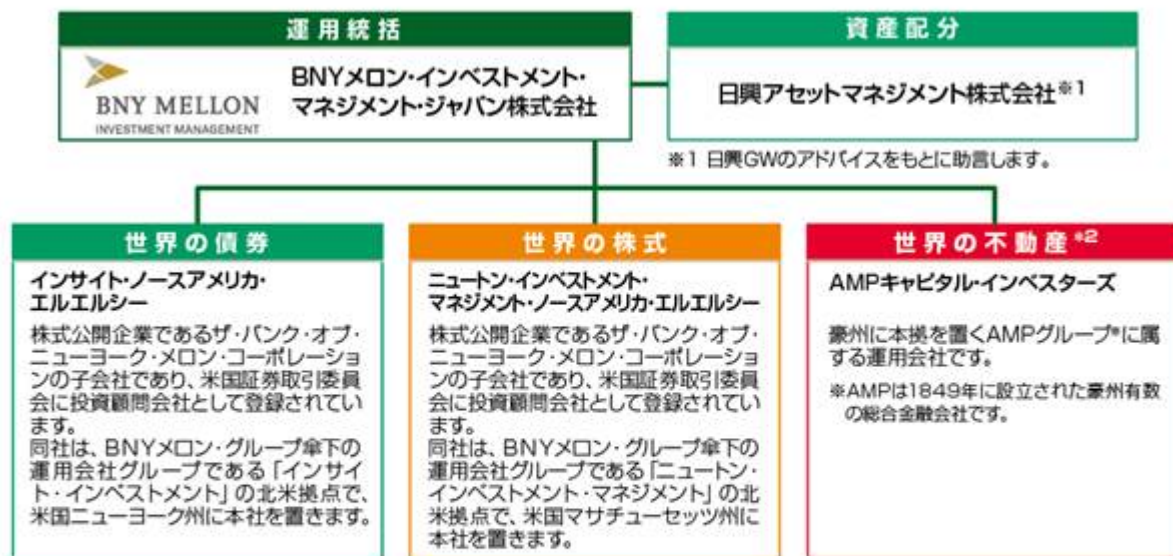 運用統括
BNY MELLON
INVESTMENT MANAGEMENT
BNYメロン・インベストメント・
マネジメント・ジャパン株式会社
資産配分
日興アセットマネジメント株式会社※1
※1 日興GWのアドバイスをもとに助言します。
世界の債券
インサイト・ノースアメリカ・
エルエルシー
株式公開企業であるザ・バンク・オブ・
ニューヨーク・メロン・コーポレーショ
ンの子会社であり、米国証券取引委員
会に投資顧問会社として登録されてい
ます。
同社は、BNYメロン・グループ傘下の
運用会社グループである「インサイ
ト・インベストメント」の北米拠点で、
米国ニューヨーク州に本社を置きます。
世界の株式
ニュートン・インベストメント・
マネジメント・ノースアメリカ・エルエルシー
株式公開企業であるザ・バンク・オブ・
ニューヨーク・メロン・コーポレーショ
ンの子会社であり、米国証券取引委員
会に投資顧問会社として登録されてい
ます。
同社は、BNYメロン・グループ傘下の
運用会社グループである「ニュートン・
インベストメント・マネジメント」の北
米拠点で、米国マサチューセッツ州に
本社を置きます。
世界の不動産※2
AMPキャピタル・インベスターズ
豪州に本拠を置くAMPグループ※に属
する運用会社です。
※AMPは1849年に設立された豪州有数
の総合金融会社です。